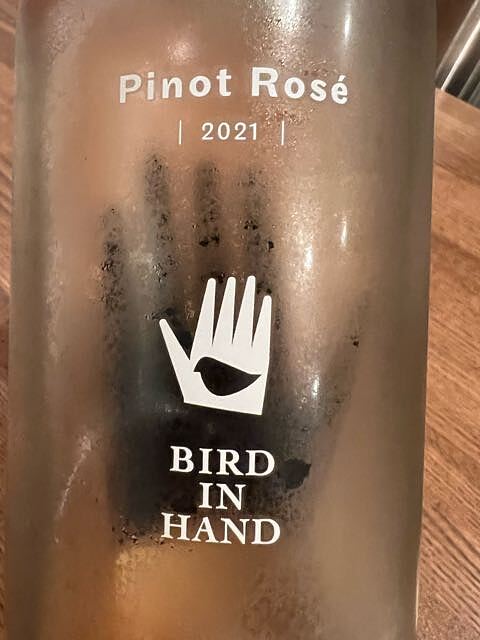 Pinot Rosé
| 2021 |
BIRD
IN
HAND